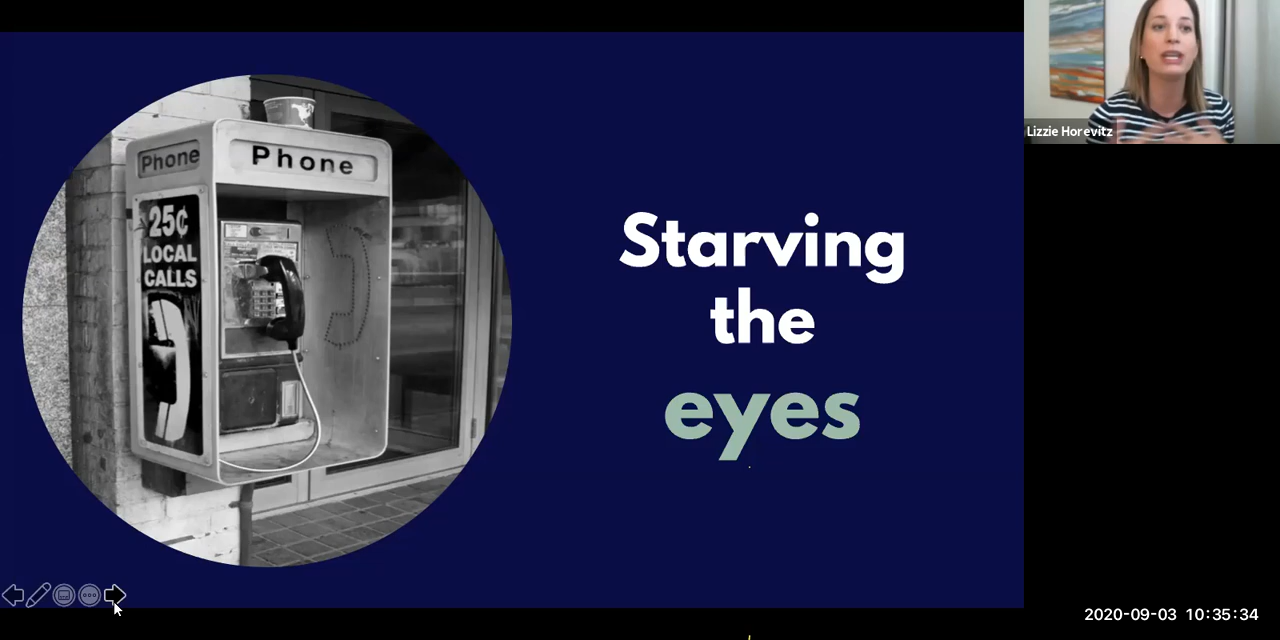 Phone
Phone
25¢
LOCAL
CALLS
Starving
the
eyes
Lizzie Horevitz
2020-09-03 10:35:34